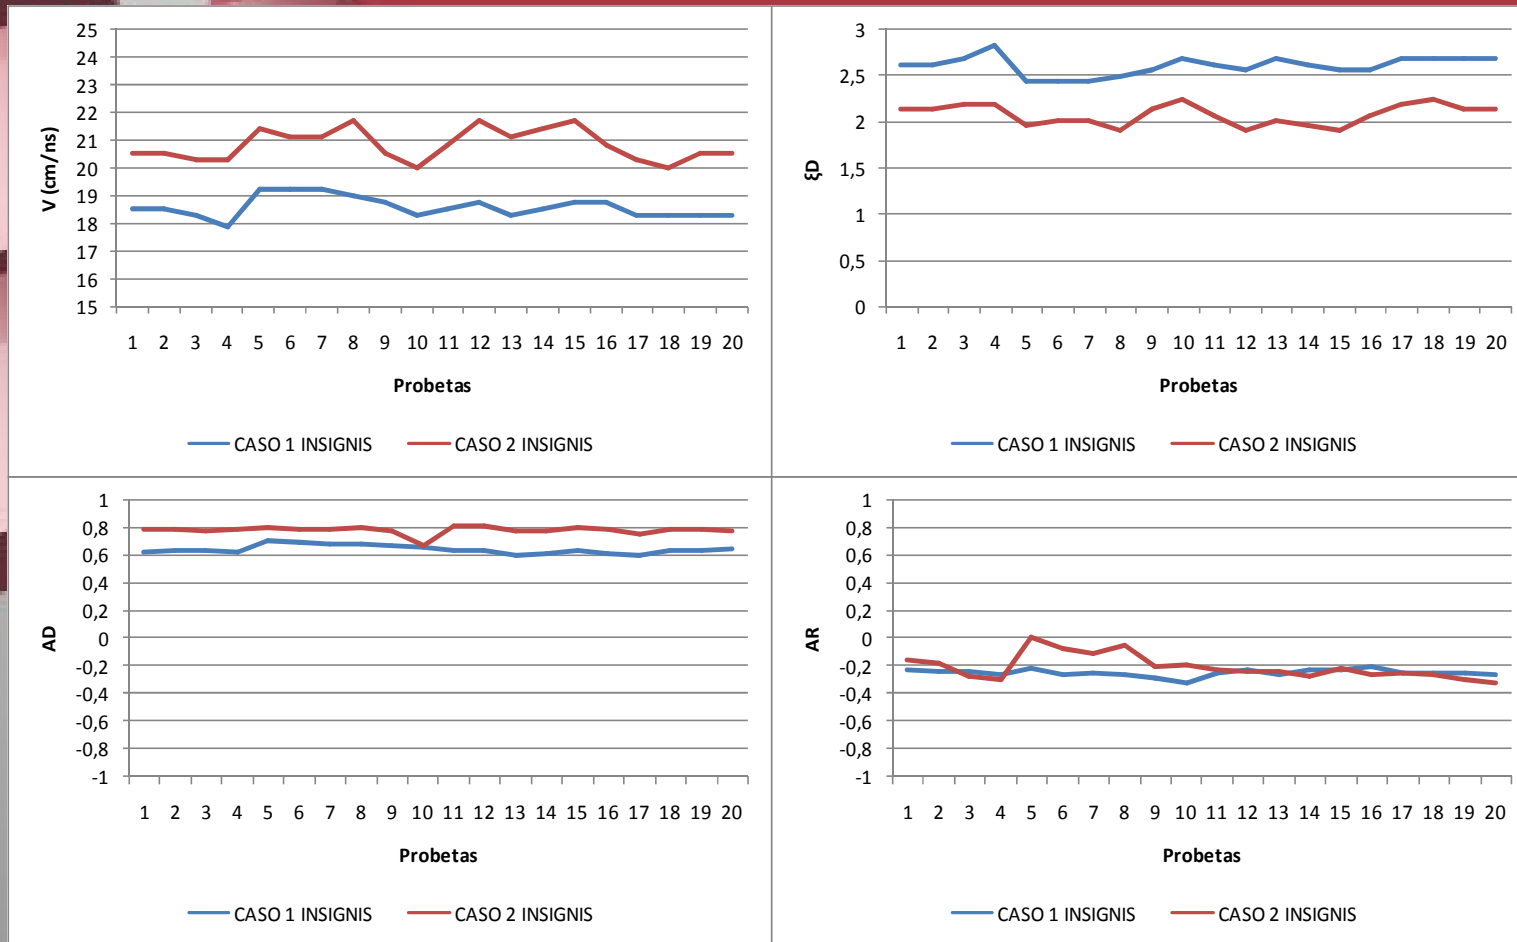 25
24
23
22
21
20
19
18
17
16
15
V (cm/ns)
1 2 3 4 5 6 7 8 9 10 11 12 13 14 15 16 17 18 19 20
Probetas
CASO 1 INSIGNIS CASO 2 INSIGNIS
3
2,5
2
1,5
1
0,5
0
ξD
1 2 3 4 5 6 7 8 9 10 11 12 13 14 15 16 17 18 19 20
Probetas
CASO 1 INSIGNIS CASO 2 INSIGNIS
1
0,8
0,6
0,4
0,2
0
-0,2
-0,4
-0,6
-0,8
-1
AD
1 2 3 4 5 6 7 8 9 10 11 12 13 14 15 16 17 18 19 20
Probetas
CASO 1 INSIGNIS CASO 2 INSIGNIS
1
0,8
0,6
0,4
0,2
0
-0,2
-0,4
-0,6
-0,8
-1
AR
1 2 3 4 5 6 7 8 9 10 11 12 13 14 15 16 17 18 19 20
Probetas
CASO 1 INSIGNIS CASO 2 INSIGNIS